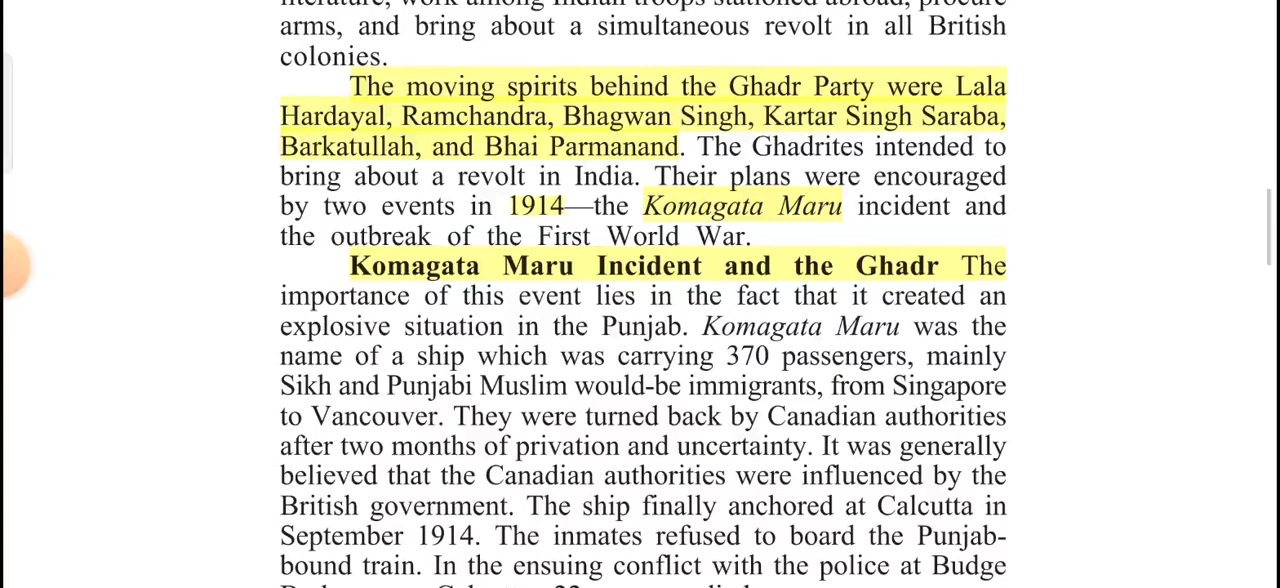 literature, work among Indian troops stationed abroad, procure
arms, and bring about a simultaneous revolt in all British
colonies.
The moving spirits behind the Ghadr Party were Lala
Hardayal, Ramchandra, Bhagwan Singh, Kartar Singh Saraba,
Barkatullah, and Bhai Parmanand. The Ghadrites intended to
bring about a revolt in India. Their plans were encouraged
by two events in 1914—the Komagata Maru incident and
the outbreak of the First World War.
Komagata Maru Incident and the Ghadr The
importance of this event lies in the fact that it created an
explosive situation in the Punjab. Komagata Maru was the
name of a ship which was carrying 370 passengers, mainly
Sikh and Punjabi Muslim would-be immigrants, from Singapore
to Vancouver. They were turned back by Canadian authorities
after two months of privation and uncertainty. It was generally
believed that the Canadian authorities were influenced by the
British government. The ship finally anchored at Calcutta in
September 1914. The inmates refused to board the Punjab-
bound train. In the ensuing conflict with the police at Budge